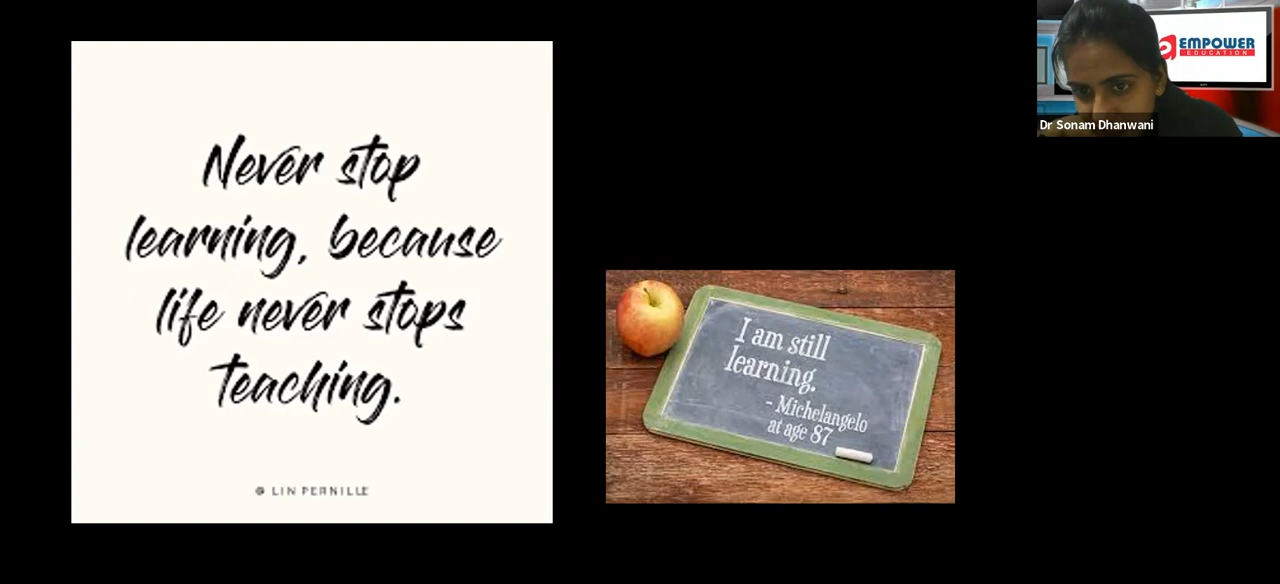 Never stop
learning, because
life never stops
teaching.
@ LIN PERNILLE
I am still
learning.
- Michelangelo
at age 87
EMPOWER
EDUCATION
Dr Sonam Dhanwani